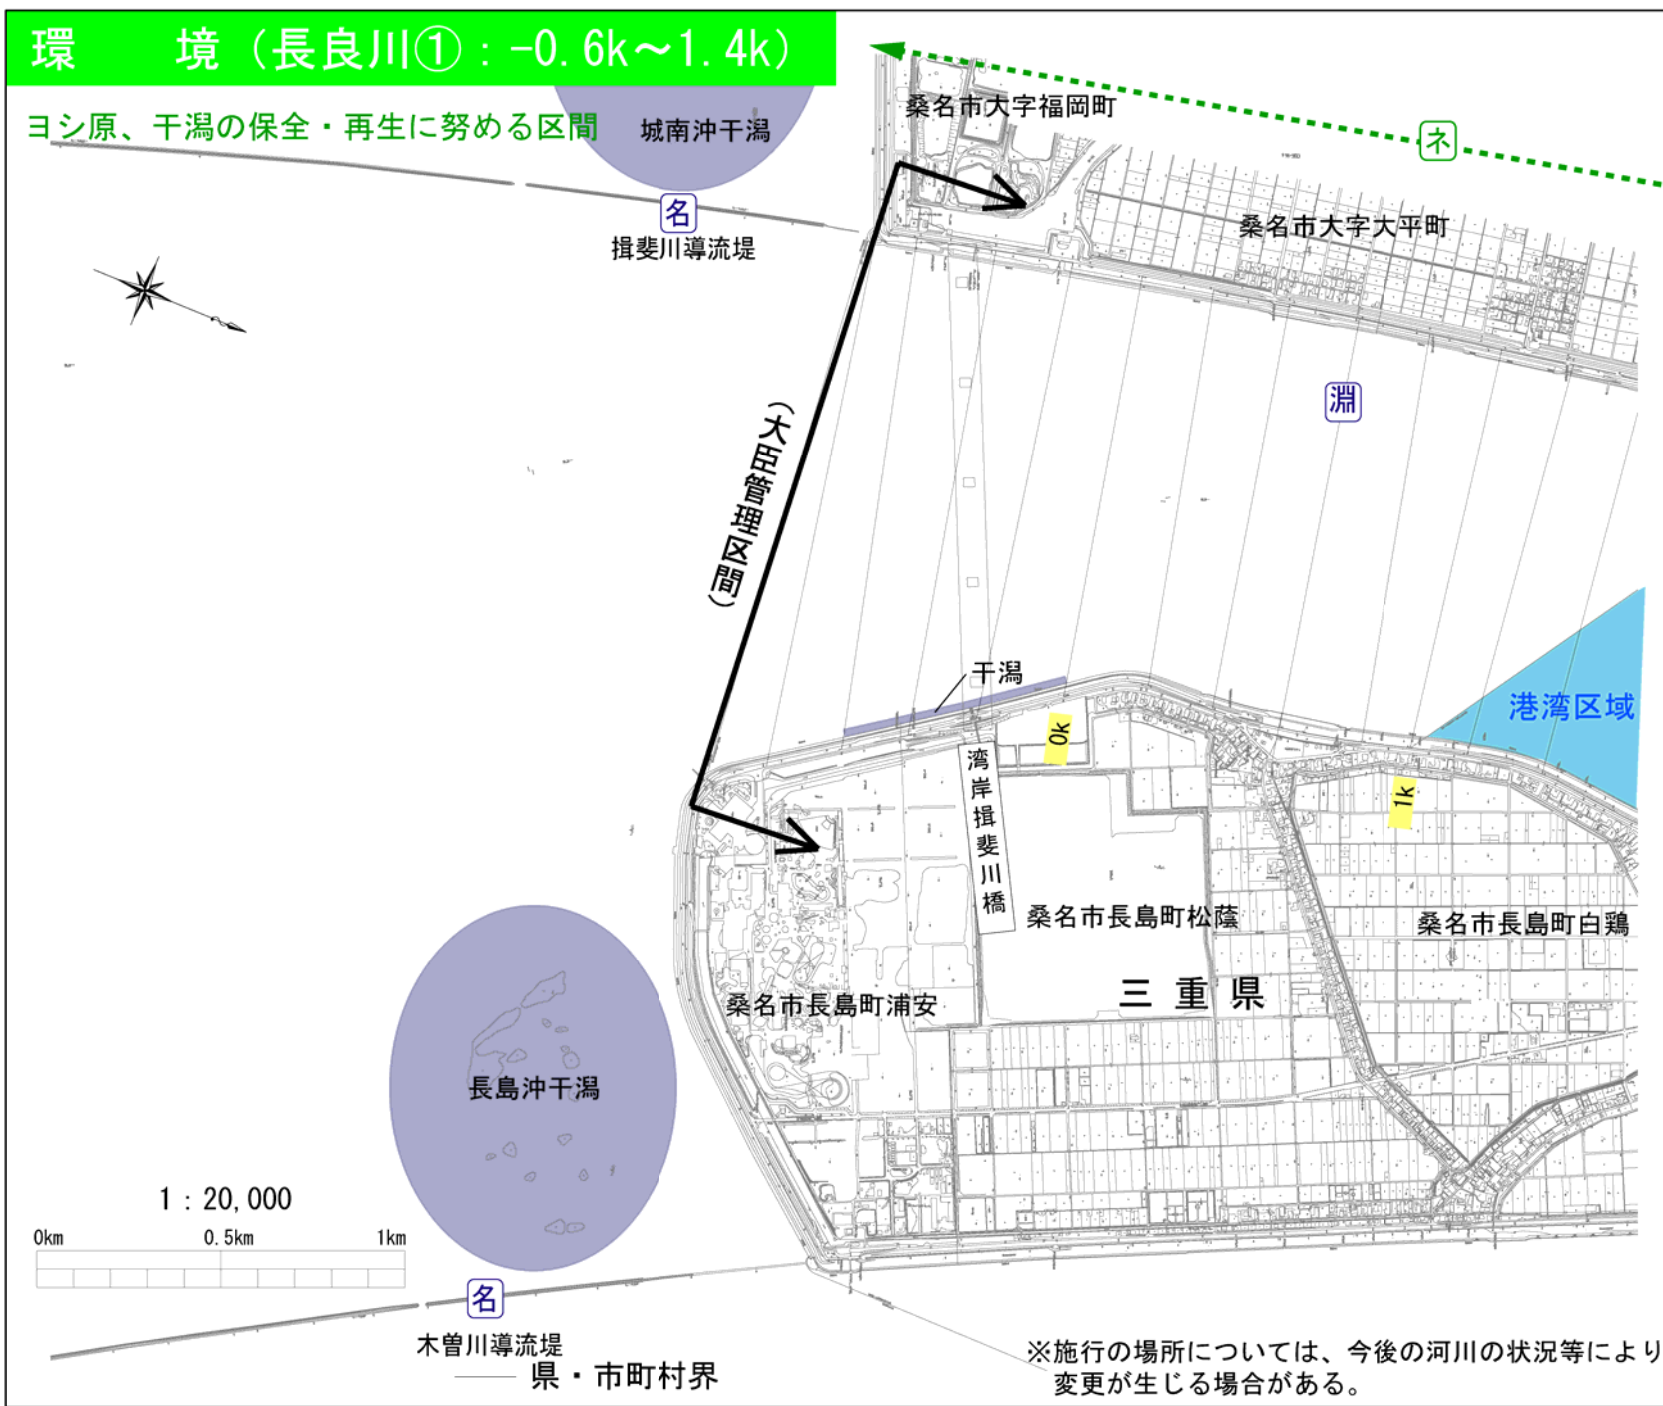 環　境（長良川①：-0.6k～1.4k）
ヨシ原、干潟の保全・再生に努める区間
城南沖干潟
桑名市大字福岡町
ネ
名
揖斐川導流堤
桑名市大字大平町
淵
（大臣管理区間）
干潟
港湾区域
0k
湾岸揖斐川橋
1k
桑名市長島町松蔭
桑名市長島町白鶏
三重県
桑名市長島町浦安
長島沖干潟
1：20,000
0km 0.5km 1km
名
木曽川導流堤
県・市町村界
※施行の場所については、今後の河川の状況等により
変更が生じる場合がある。